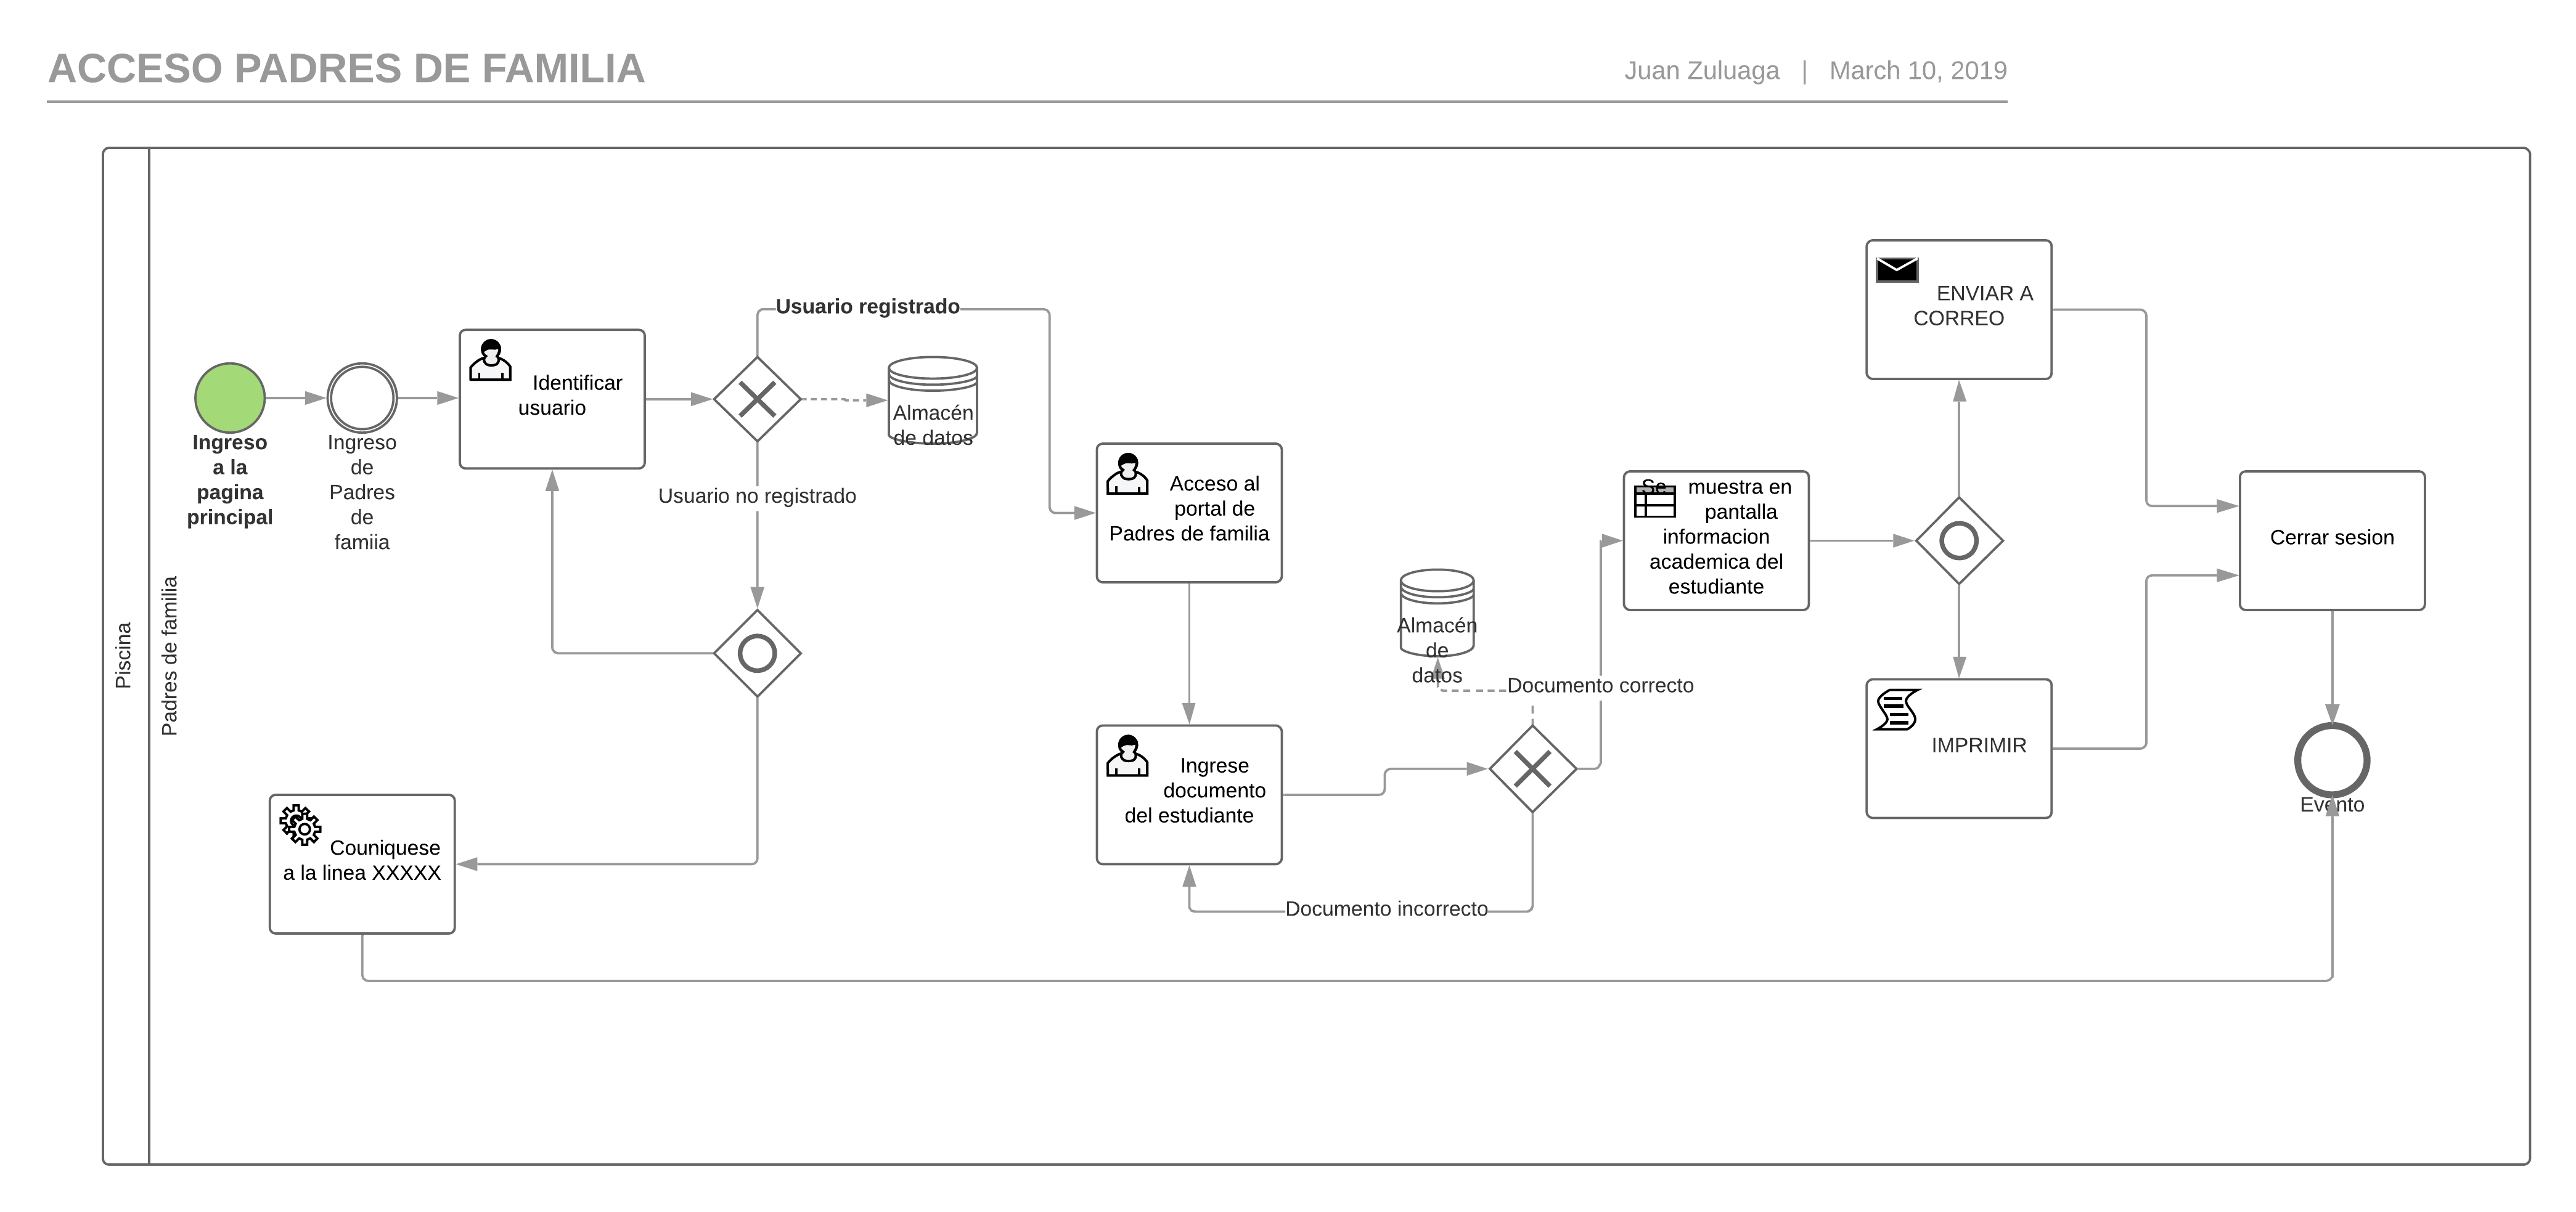 ACCESO PADRES DE FAMILIA
Juan Zuluaga | March 10, 2019
Piscina
Padres de familia
Ingreso
a la
pagina
principal
Ingreso
de
Padres
de
famiia
Identificar
usuario
Usuario registrado
Almacén
de datos
Usuario no registrado
Couniquese
a la linea XXXXX
Acceso al
portal de
Padres de familia
Ingrese
documento
del estudiante
Almacén
de
datos
Documento correcto
Documento incorrecto
Se muestra en
pantalla
informacion
academica del
estudiante
ENVIAR A
CORREO
IMPRIMIR
Cerrar sesion
Evento